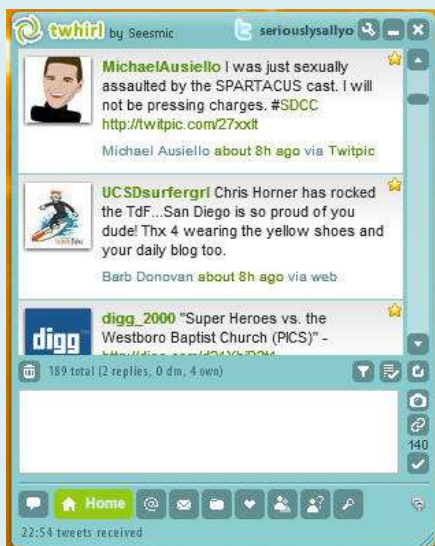 twhirl by Seesmic seriouslysallyo
MichaelAusiello I was just sexually
assaulted by the SPARTACUS cast. I will
not be pressing charges. #SDCC
http://twitpic.com/27xxlt
Michael Ausiello about 8h ago via Twitpic
UCSDsurfergrl Chris Horner has rocked
the TdF...San Diego is so proud of you
dude! Thx 4 wearing the yellow shoes and
your daily blog too.
Barb Donovan about 8h ago via web
digg
digg_2000 "Super Heroes vs. the
Westboro Baptist Church (PICS)" -
189 total (2 replies, 0 dm, 4 own)
140
Home
22:54 tweets received